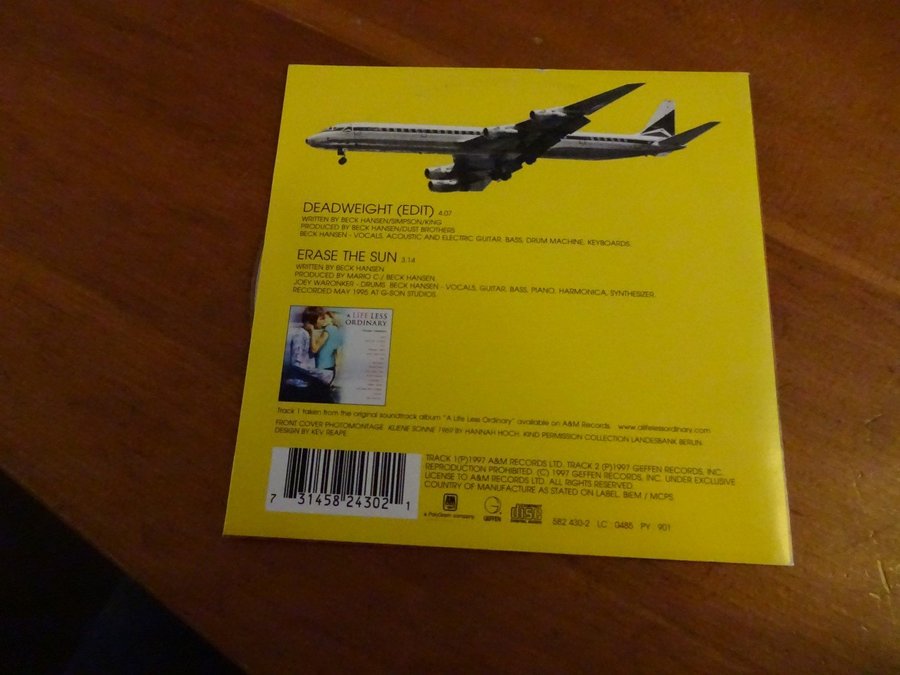 DEADWEIGHT (EDIT) 4.07
WRITTEN BY BECK HANSEN/SIMPSON/KING
PRODUCED BY BECK HANSEN/DUST BROTHERS
BECK HANSEN - VOCALS, ACOUSTIC AND ELECTRIC GUITAR, BASS, DRUM MACHINE, KEYBOARDS.
ERASE THE SUN 3.14
WRITTEN BY BECK HANSEN
PRODUCED BY MARIO C./ BECK HANSEN.
JOEY WARONKER - DRUMS BECK HANSEN - VOCALS, GUITAR, BASS, PIANO, HARMONICA, SYNTHESIZER.
RECORDED MAY 1995 AT G-SON STUDIOS.
A LIFE LESS
ORDINARY
Track 1 taken from the original soundtrack album "A Life Less Ordinary" available on A&M Records. www.alifelessordinary.com
FRONT COVER PHOTOMONTAGE KLIENE SONNE 1969 BY HANNAH HOCH. KIND PERMISSION COLLECTION LANDESBANK BERLIN.
DESIGN BY KEV REAPE.
TRACK 1(P)1997 A&M RECORDS LTD. TRACK 2 (P)1997 GEFFEN RECORDS, INC.
REPRODUCTION PROHIBITED. (C) 1997 GEFFEN RECORDS, INC. UNDER EXCLUSIVE
LICENSE TO A&M RECORDS LTD. ALL RIGHTS RESERVED.
COUNTRY OF MANUFACTURE AS STATED ON LABEL. BIEM / MCPS
7 31458 24302 1
A&M
a PolyGram company
GEFFEN
COMPACT disc DIGITAL AUDIO
582 430-2 LC 0485 PY 901